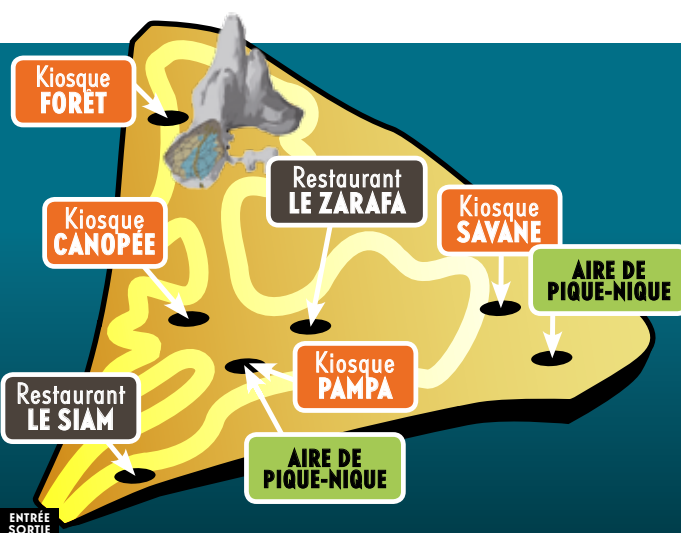 Kiosque
FORÊT
Restaurant
LE ZARAFA
Kiosque
SAVANE
Kiosque
CANOPÉE
AIRE DE
PIQUE-NIQUE
Kiosque
PAMPA
Restaurant
LE SIAM
AIRE DE
PIQUE-NIQUE
ENTRÉE
SORTIE